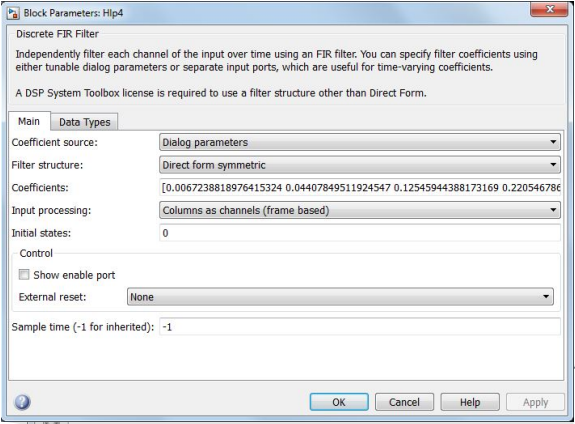 Block Parameters: Hlp4
Discrete FIR Filter
Independently filter each channel of the input over time using an FIR filter. You can specify filter coefficients using
either tunable dialog parameters or separate input ports, which are useful for time-varying coefficients.
A DSP System Toolbox license is required to use a filter structure other than Direct Form.
Main Data Types
Coefficient source: Dialog parameters
Filter structure: Direct form symmetric
Coefficients: [0.0067238818976415324 0.04407849511924547 0.12545944388173169 0.220546786
Input processing: Columns as channels (frame based)
Initial states: 0
Control
Show enable port
External reset: None
Sample time (-1 for inherited): -1
OK Cancel Help Apply